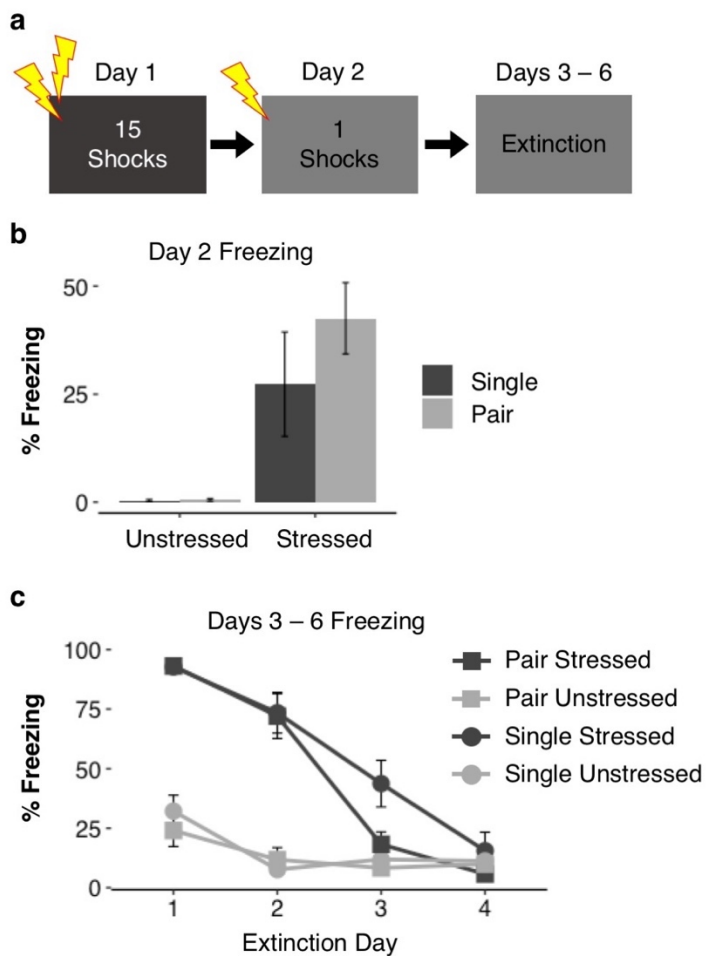 a
Day 1
Day 2
Days 3 – 6
15
Shocks
1
Shocks
Extinction
b
Day 2 Freezing
% Freezing
50
25
0
Unstressed
Stressed
Single
Pair
c
Days 3 – 6 Freezing
% Freezing
100
75
50
25
0
1
2
3
4
Extinction Day
Pair Stressed
Pair Unstressed
Single Stressed
Single Unstressed